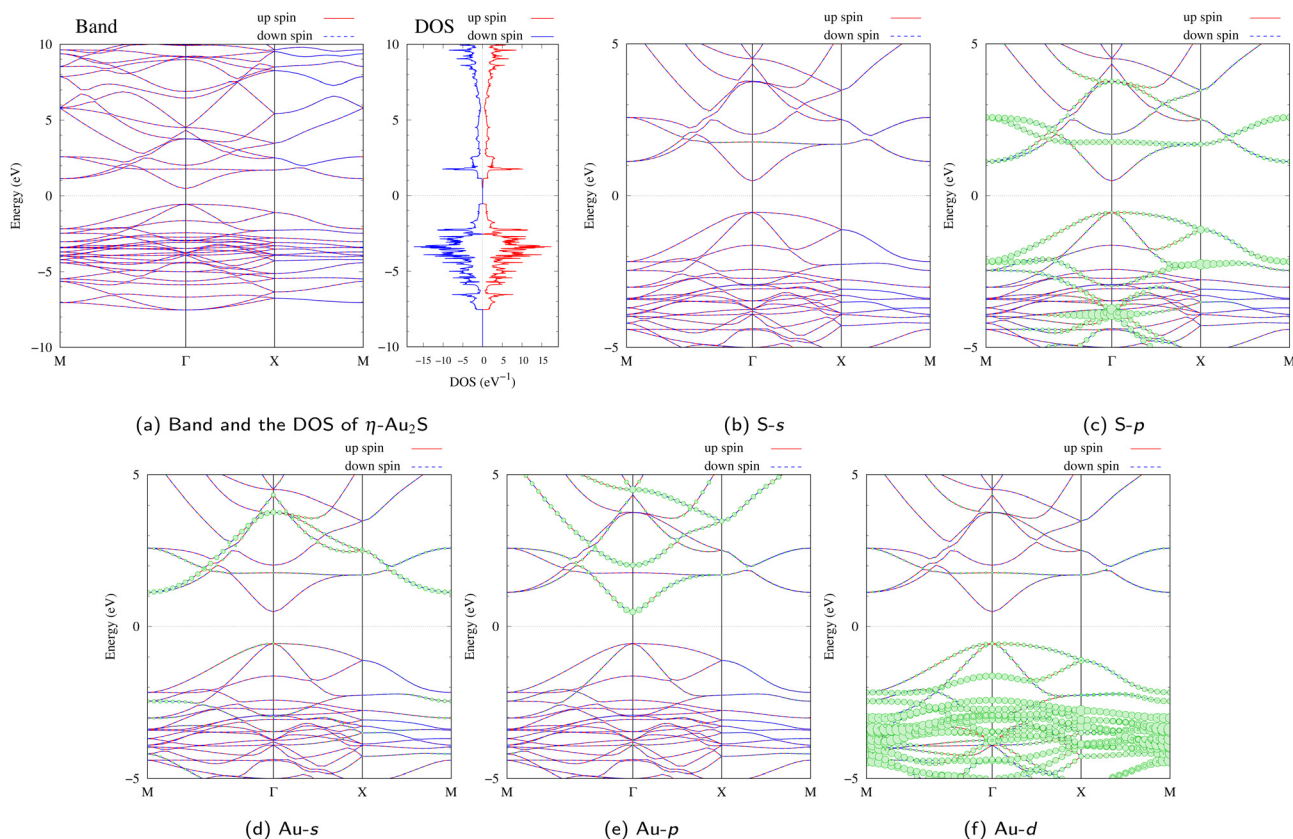 Band
up spin
down spin
DOS
up spin
down spin
Energy (eV)
10
5
0
−5
−10
M
Γ
X
M
10
5
0
−5
−10
−15
−10
−5
0
5
10
15
DOS (eV⁻¹)
(a) Band and the DOS of η-Au₂S
up spin
down spin
Energy (eV)
5
0
−5
M
Γ
X
M
(b) S-s
up spin
down spin
Energy (eV)
5
0
−5
M
Γ
X
M
(c) S-p
up spin
down spin
Energy (eV)
5
0
−5
M
Γ
X
M
(d) Au-s
up spin
down spin
Energy (eV)
5
0
−5
M
Γ
X
M
(e) Au-p
up spin
down spin
Energy (eV)
5
0
−5
M
Γ
X
M
(f) Au-d